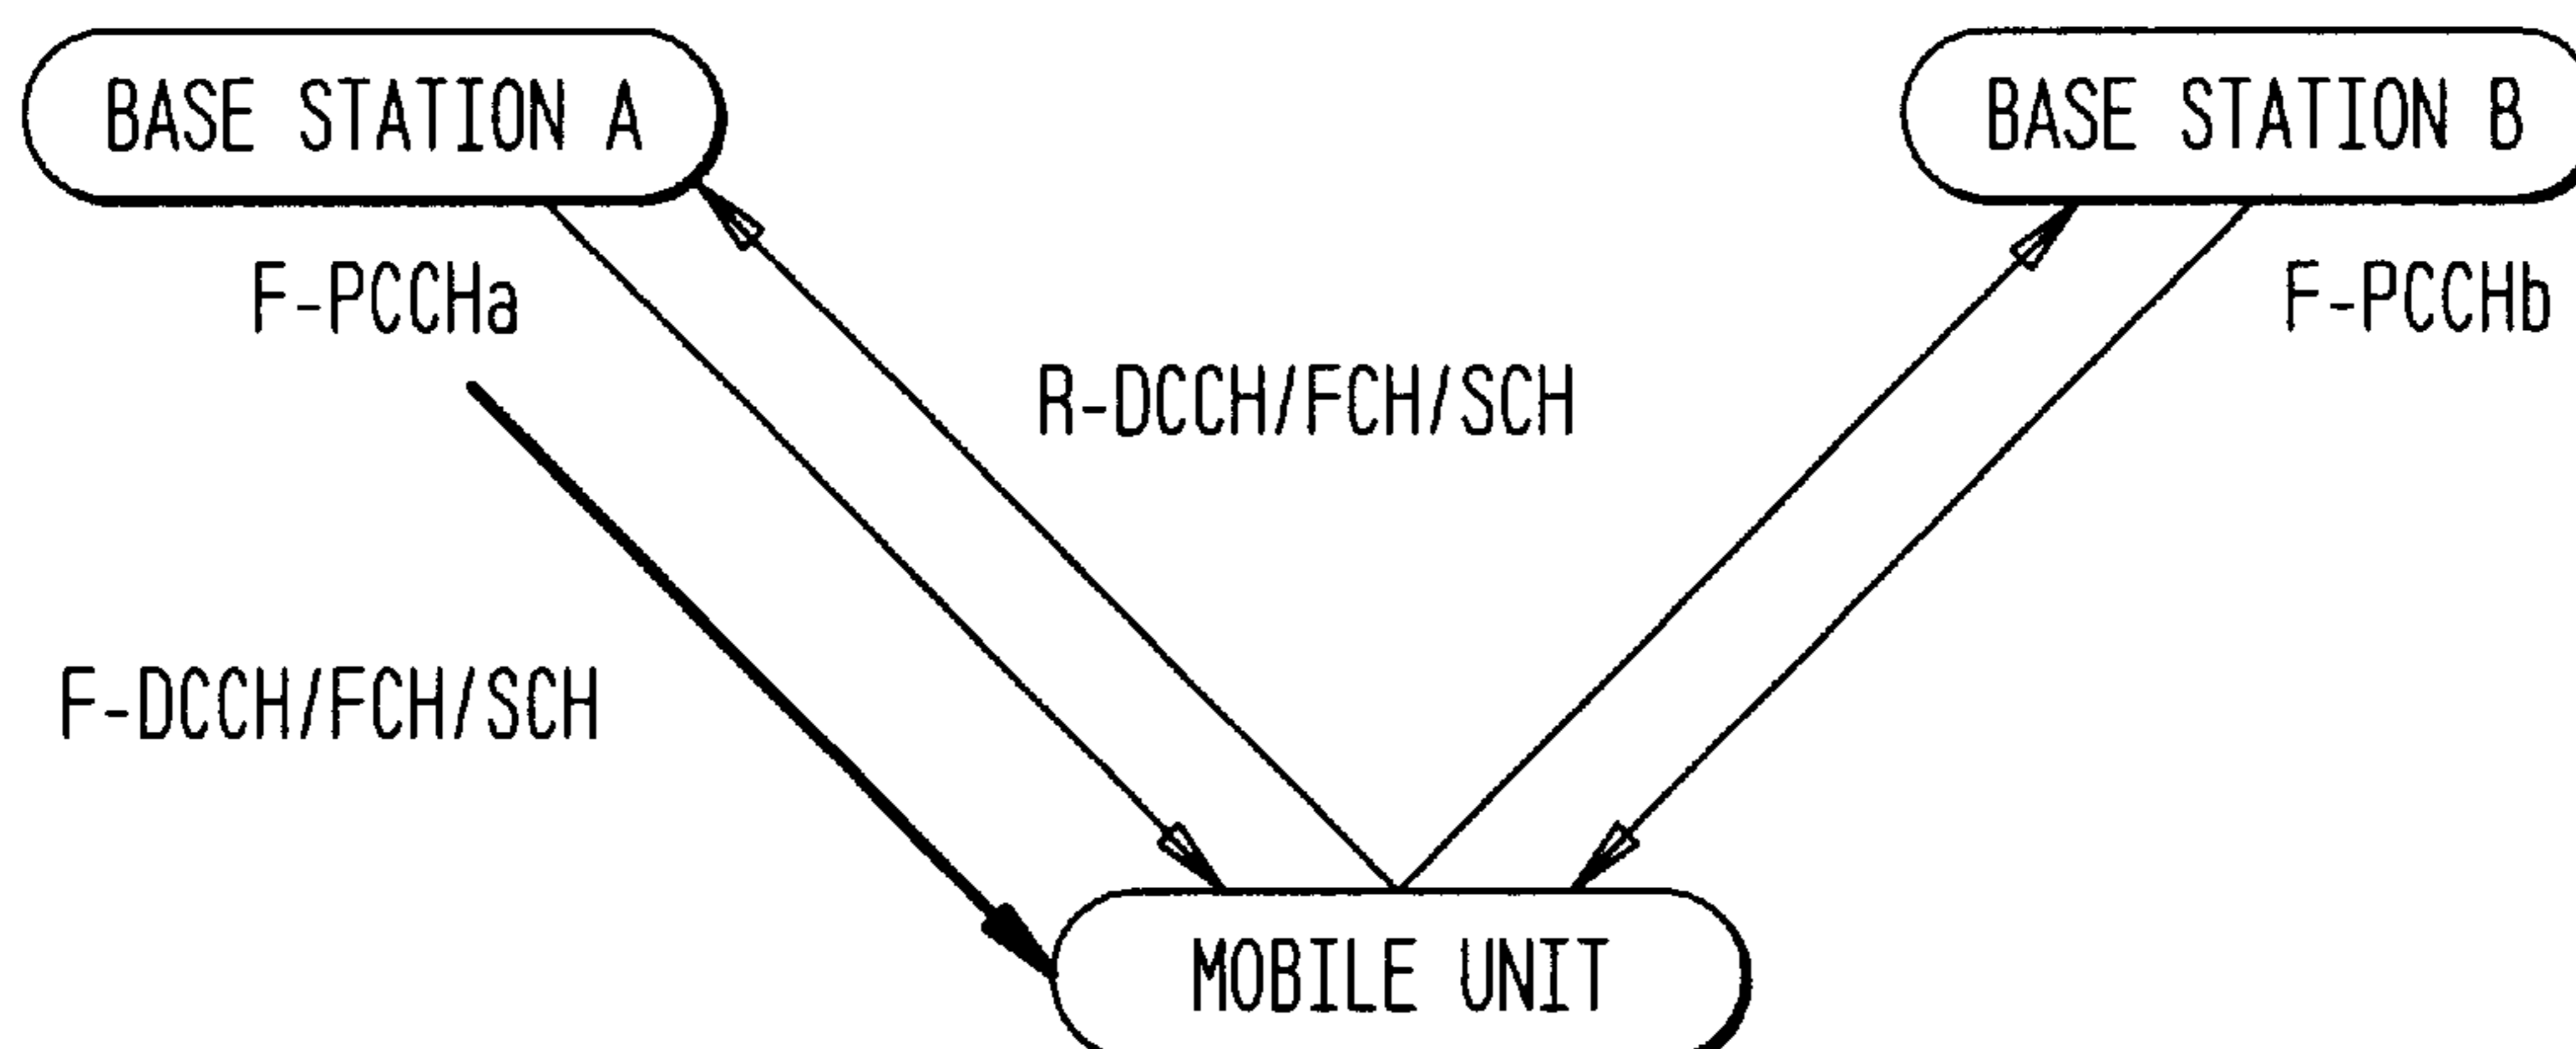 BASE STATION A
BASE STATION B
F-PCCHa
F-PCCHb
R-DCCH/FCH/SCH
F-DCCH/FCH/SCH
MOBILE UNIT